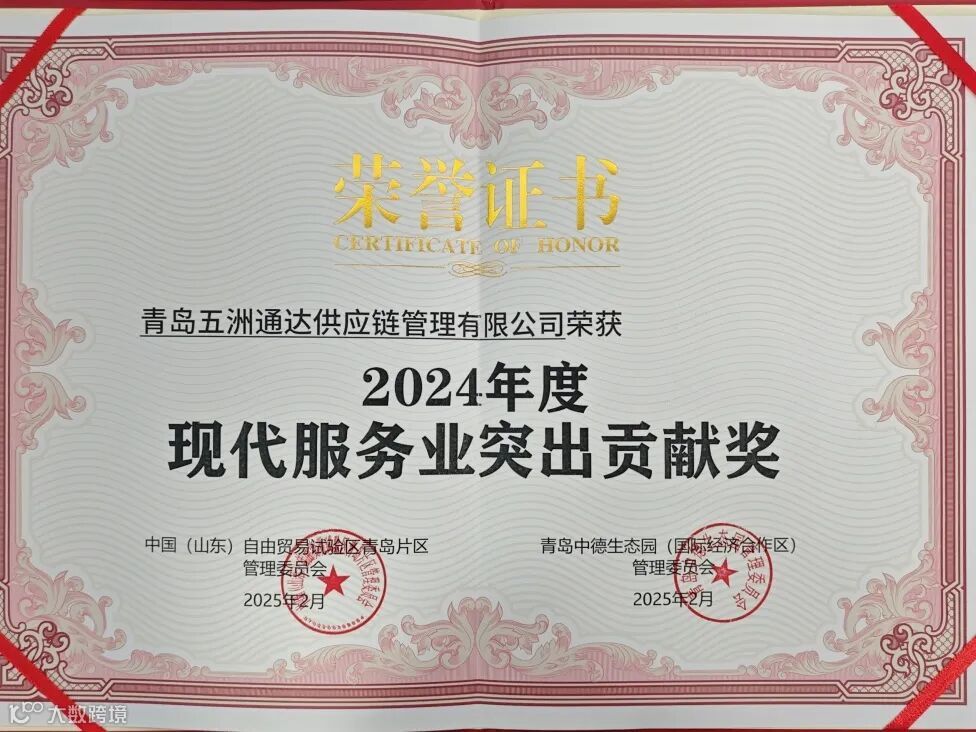 荣誉证书
CERTIFICATE OF HONOR
青岛五洲通达供应链管理有限公司荣获
2024年度
现代服务业突出贡献奖
中国（山东）自由贸易试验区青岛片区
管理委员会
2025年2月
青岛中德生态园（国际经济合作区）
管理委员会
2025年2月
大数跨境